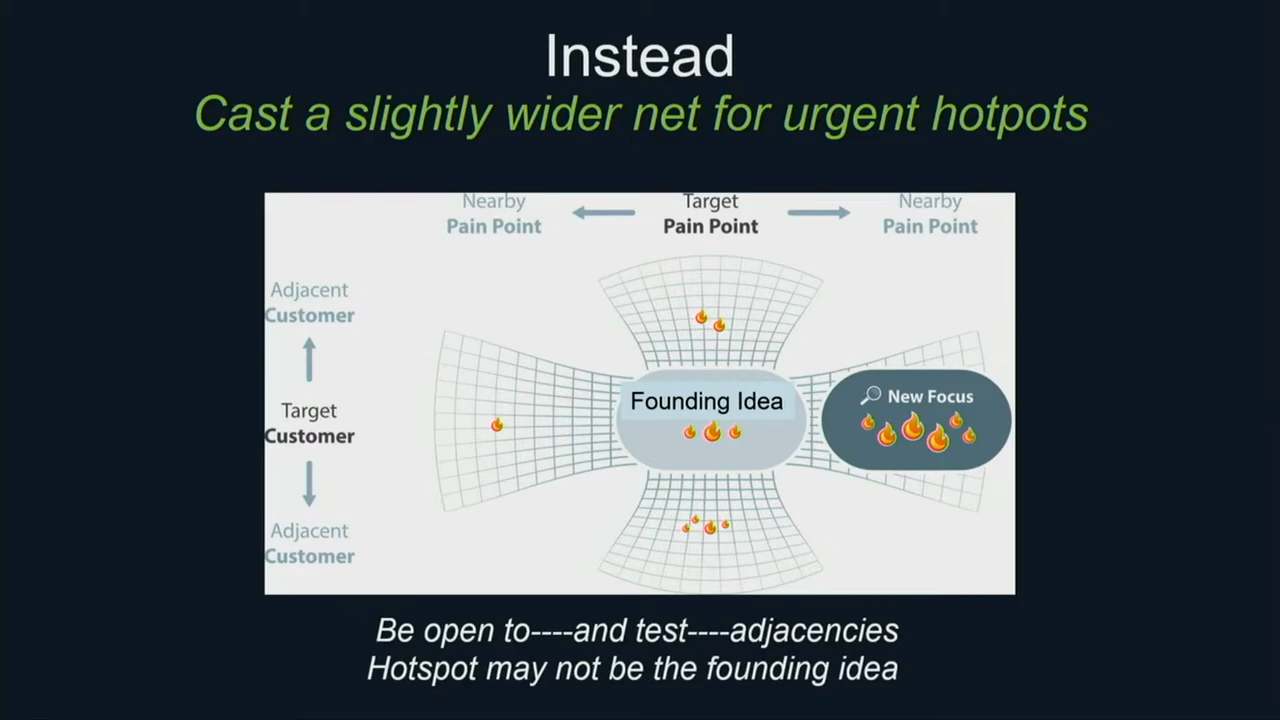 Instead
Cast a slightly wider net for urgent hotpots
Nearby
Pain Point
Target
Pain Point
Nearby
Pain Point
Adjacent
Customer
Target
Customer
Adjacent
Customer
Founding Idea
New Focus
Be open to----and test----adjacencies
Hotspot may not be the founding idea